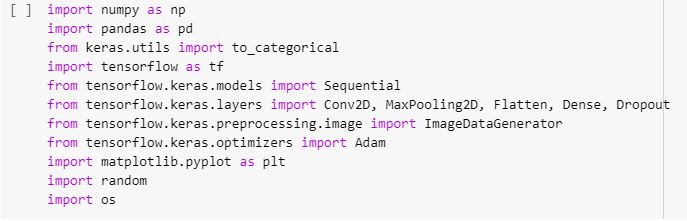 [ ] import numpy as np
import pandas as pd
from keras.utils import to_categorical
import tensorflow as tf
from tensorflow.keras.models import Sequential
from tensorflow.keras.layers import Conv2D, MaxPooling2D, Flatten, Dense, Dropout
from tensorflow.keras.preprocessing.image import ImageDataGenerator
from tensorflow.keras.optimizers import Adam
import matplotlib.pyplot as plt
import random
import os